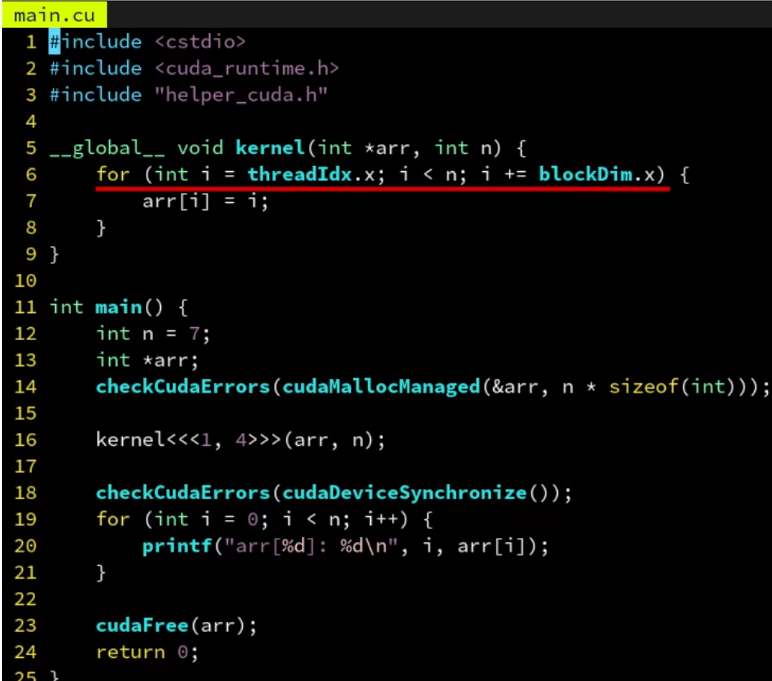 main.cu
1 #include <cstdio>
2 #include <cuda_runtime.h>
3 #include "helper_cuda.h"
4
5 __global__ void kernel(int *arr, int n) {
6     for (int i = threadIdx.x; i < n; i += blockDim.x) {
7         arr[i] = i;
8     }
9 }
10
11 int main() {
12     int n = 7;
13     int *arr;
14     checkCudaErrors(cudaMallocManaged(&arr, n * sizeof(int)));
15
16     kernel<<<1, 4>>>(arr, n);
17
18     checkCudaErrors(cudaDeviceSynchronize());
19     for (int i = 0; i < n; i++) {
20         printf("arr[%d]: %d\n", i, arr[i]);
21     }
22
23     cudaFree(arr);
24     return 0;
25 }